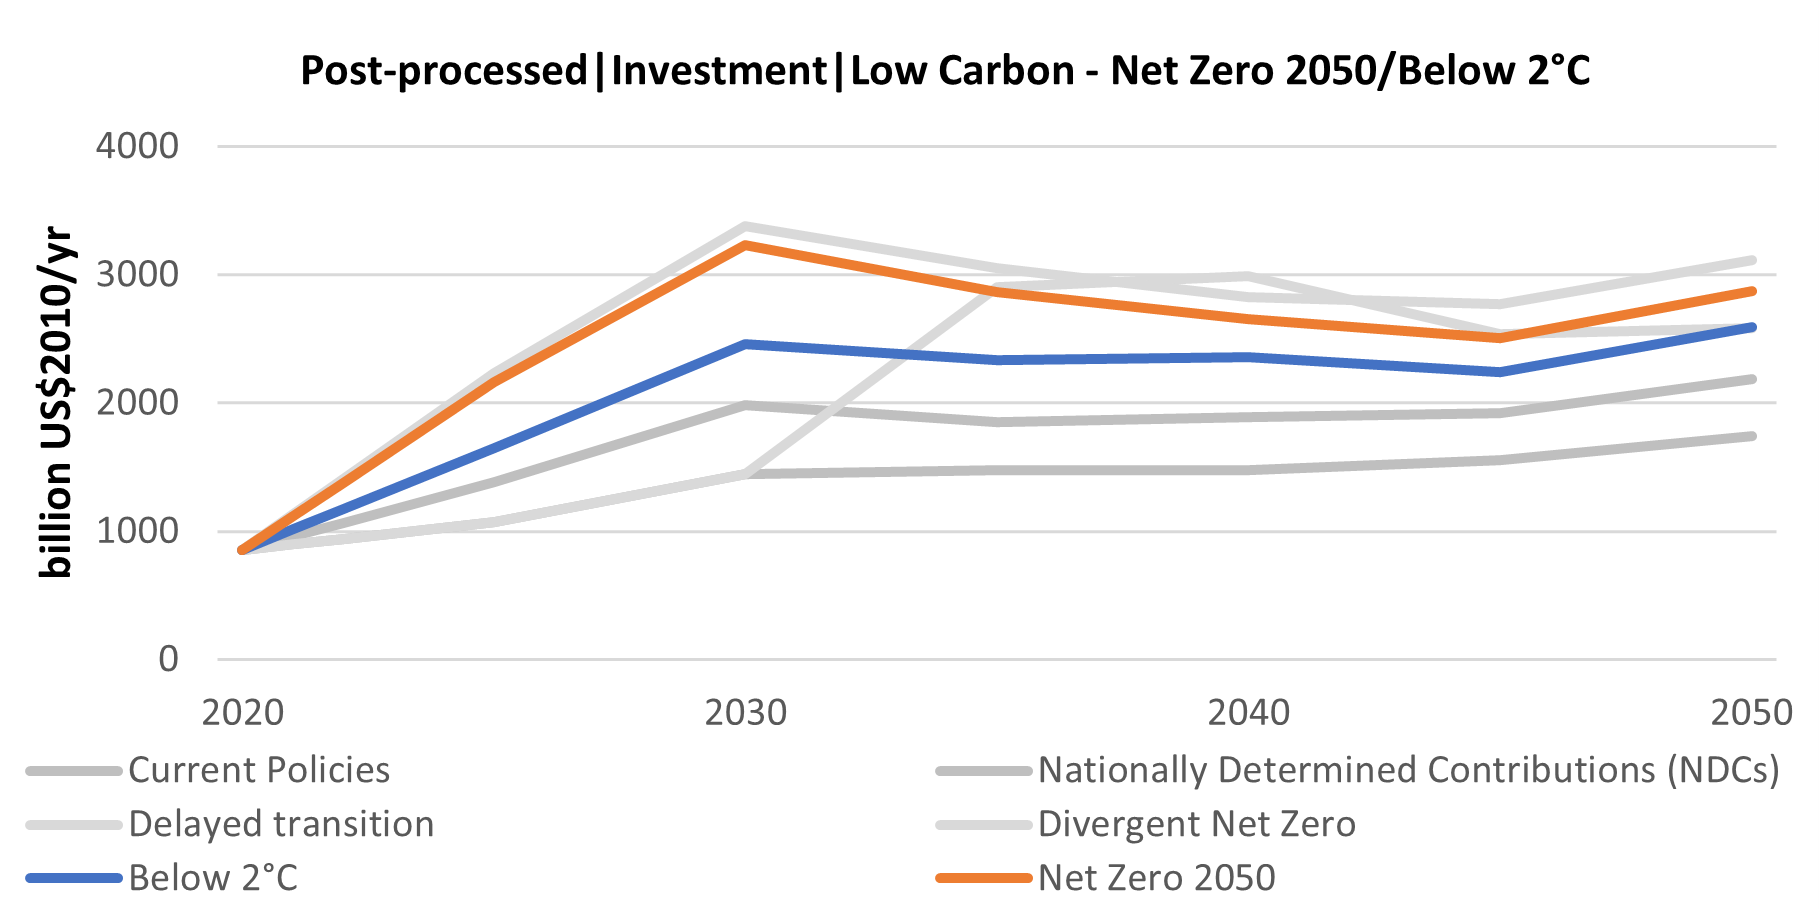 Post-processed|Investment|Low Carbon - Net Zero 2050/Below 2°C
billion US$2010/yr
4000
3000
2000
1000
0
2020 2030 2040 2050
Current Policies Nationally Determined Contributions (NDCs)
Delayed transition Divergent Net Zero
Below 2°C Net Zero 2050